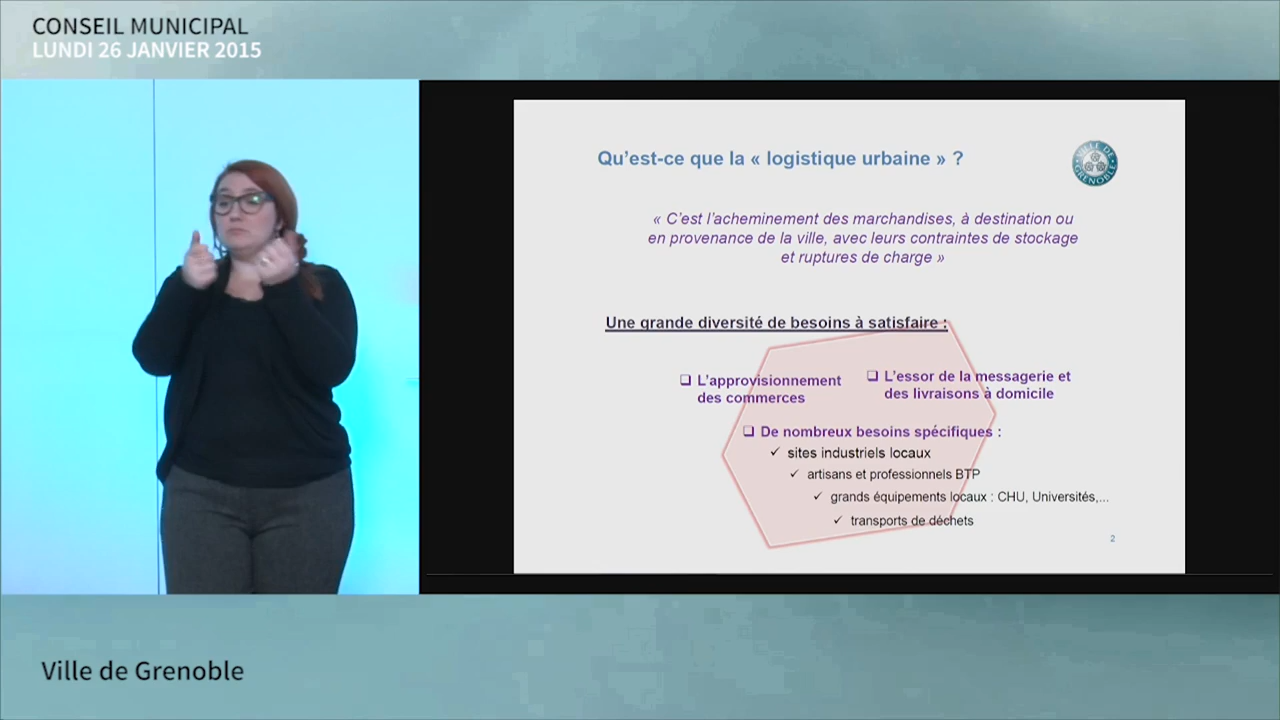 CONSEIL MUNICIPAL
LUNDI 26 JANVIER 2015
Qu'est-ce que la « logistique urbaine » ?
VILLE DE GRENOBLE
« C'est l'acheminement des marchandises, à destination ou
en provenance de la ville, avec leurs contraintes de stockage
et ruptures de charge »
Une grande diversité de besoins à satisfaire :
❑ L'approvisionnement
des commerces
❑ L'essor de la messagerie et
des livraisons à domicile
❑ De nombreux besoins spécifiques :
✓ sites industriels locaux
✓ artisans et professionnels BTP
✓ grands équipements locaux : CHU, Universités,...
✓ transports de déchets
2
Ville de Grenoble